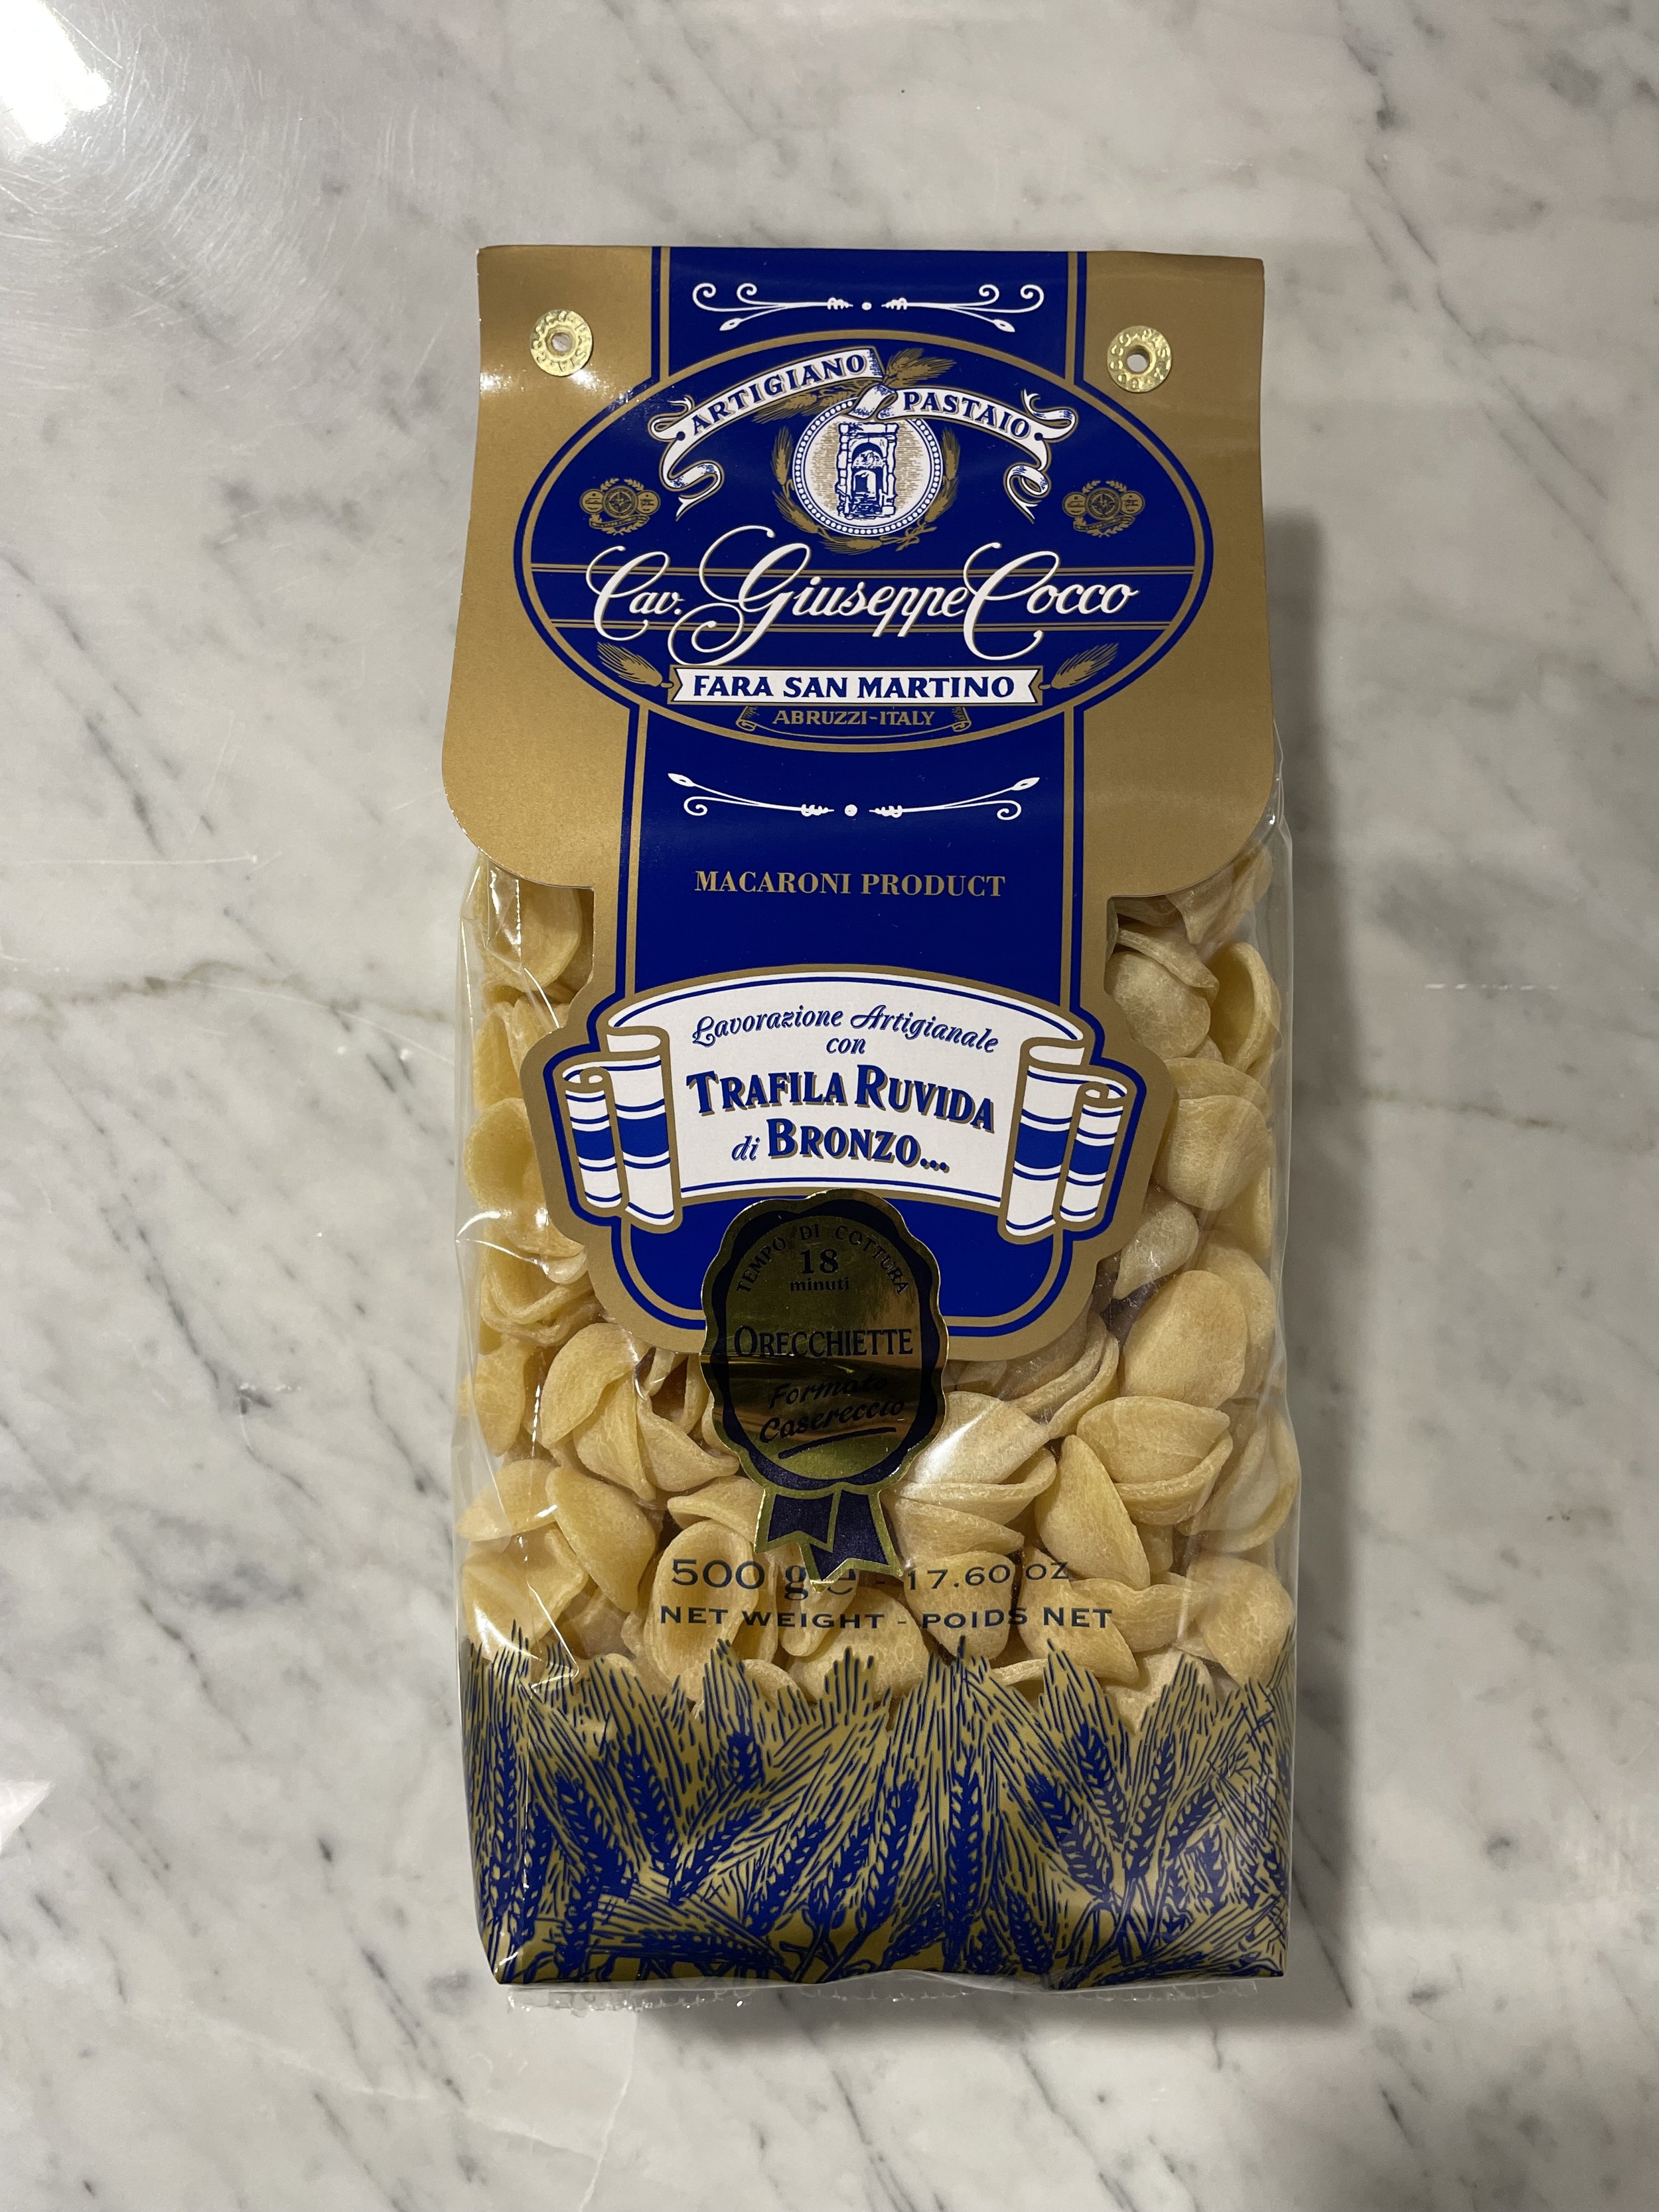 ARTIGIANO PASTAIO
Cav. Giuseppe Cocco
FARA SAN MARTINO
ABRUZZI-ITALY
MACARONI PRODUCT
Lavorazione Artigianale
con
TRAFILA RUVIDA
di BRONZO...
TEMPO DI COTTURA
18
minuti
ORECCHIETTE
Formato
Casereccio
500 g e - 17.60 OZ
NET WEIGHT - POIDS NET